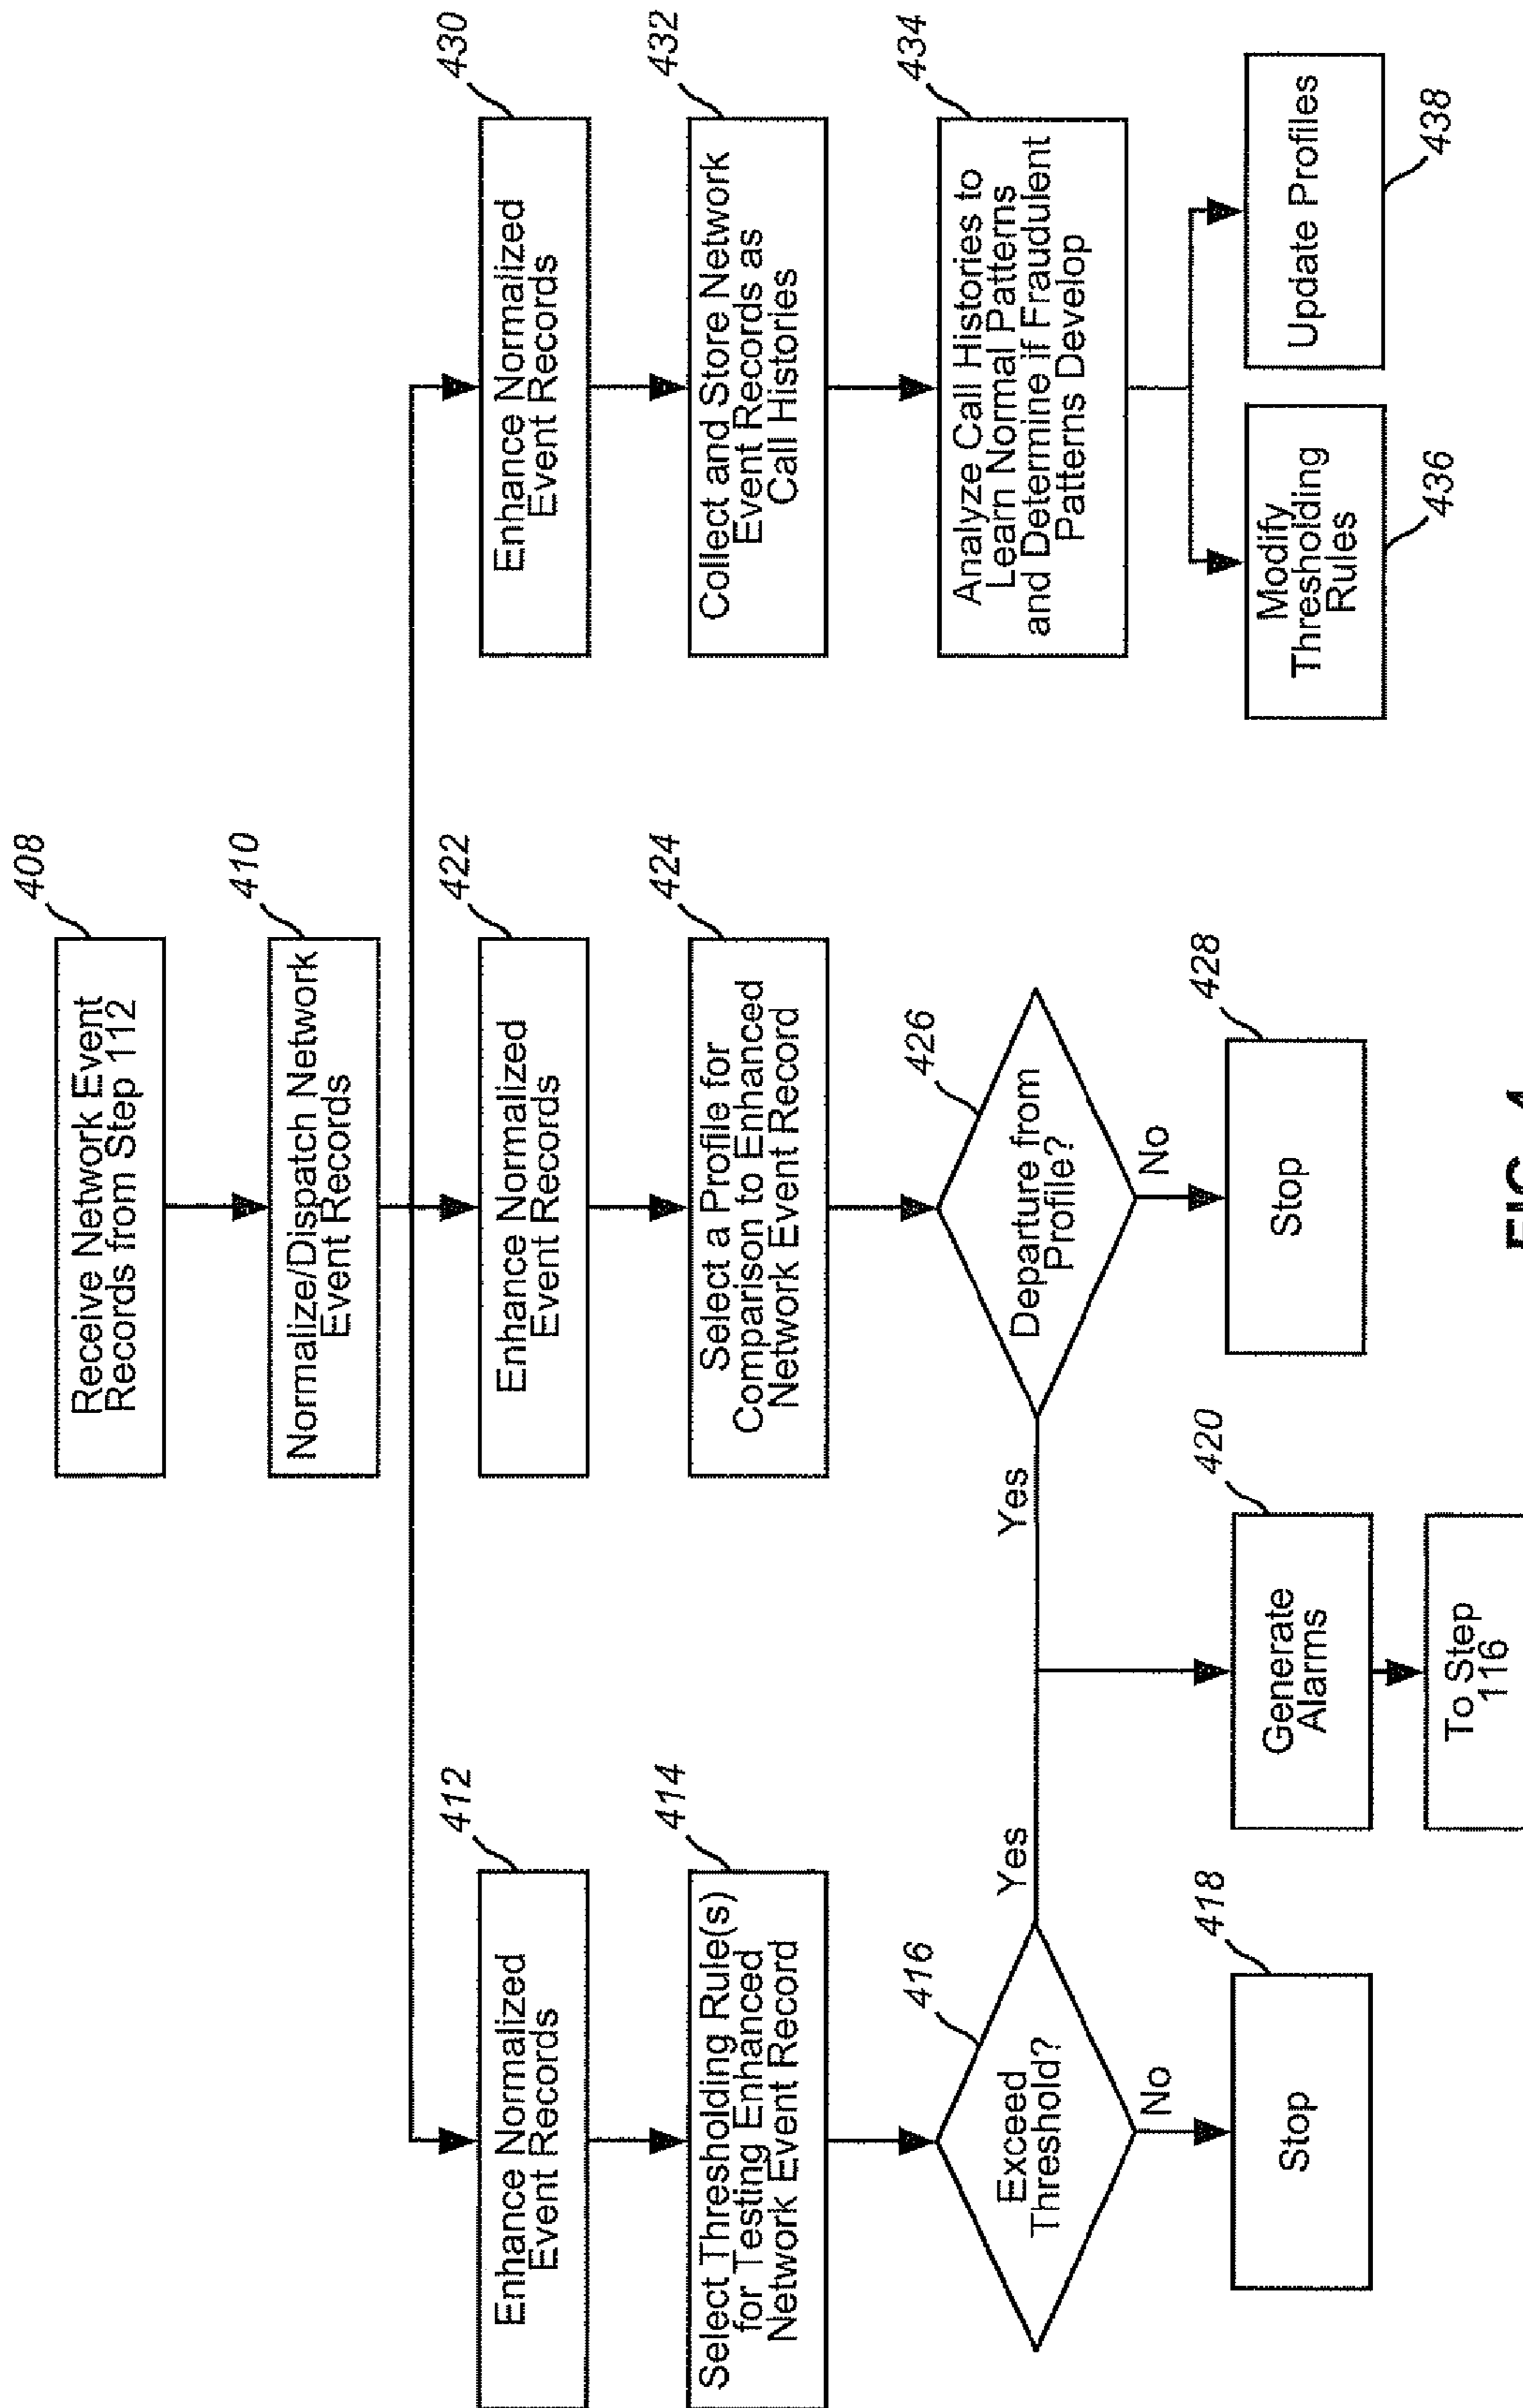 408
Receive Network Event
Records from Step 112
410
Normalize/Dispatch Network
Event Records
412
Enhance Normalized
Event Records
414
Select Thresholding Rule(s)
for Testing Enhanced
Network Event Record
416
Exceed
Threshold?
Yes
No
418
Stop
422
Enhance Normalized
Event Records
424
Select a Profile for
Comparison to Enhanced
Network Event Record
426
Departure from
Profile?
Yes
No
428
Stop
420
Generate
Alarms
To Step
116
430
Enhance Normalized
Event Records
432
Collect and Store Network
Event Records as
Call Histories
434
Analyze Call Histories to
Learn Normal Patterns
and Determine if Fraudulent
Patterns Develop
Modify
Thresholding
Rules
436
Update Profiles
438